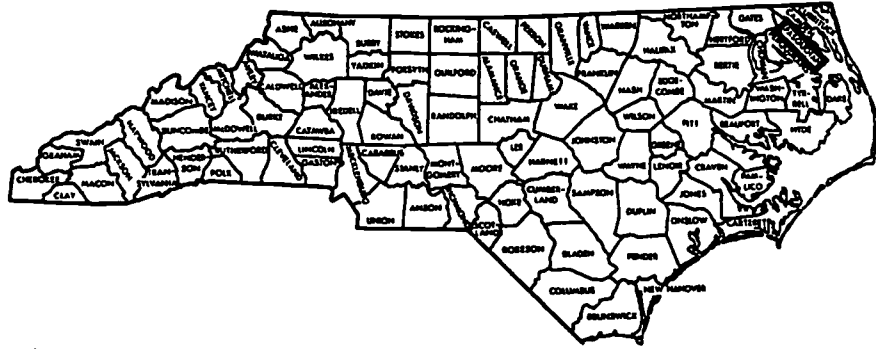 ASHE
ALLEGHANY
SURRY
STOKES
ROCKING-
HAM
CASWELL
PERSON
GRANVILLE
VANCE
WARREN
NORTHAMP-
TON
GATES
HERTFORD
HALIFAX
WATAUGA
WILKES
YADKIN
FORSYTH
GUILFORD
ALAMANCE
ORANGE
DURHAM
FRANKLIN
NASH
EDGE-
COMBE
BERTIE
MARTIN
WASH-
INGTON
TYR-
RELL
DARE
MADISON
YANCEY
CALDWELL
ALEX-
ANDER
IREDELL
DAVIE
DAVIDSON
RANDOLPH
CHATHAM
WAKE
WILSON
PITT
BEAUFORT
HYDE
SWAIN
HAYWOOD
BUNCOMBE
McDOWELL
BURKE
CATAWBA
ROWAN
LEE
JOHNSTON
GREENE
GRAHAM
JACKSON
HENDER-
SON
RUTHERFORD
CLEVELAND
LINCOLN
GASTON
CABARRUS
STANLY
MONT-
GOMERY
MOORE
HARNETT
WAYNE
LENOIR
CRAVEN
PAM-
LICO
CHEROKEE
CLAY
MACON
TRAN-
SYLVANIA
POLK
MECKLENBURG
UNION
ANSON
HOKE
SCOT-
LAND
CUMBER-
LAND
SAMPSON
DUPLIN
JONES
ONSLOW
CARTERET
ROBESON
BLADEN
PENDER
COLUMBUS
NEW HANOVER
BRUNSWICK